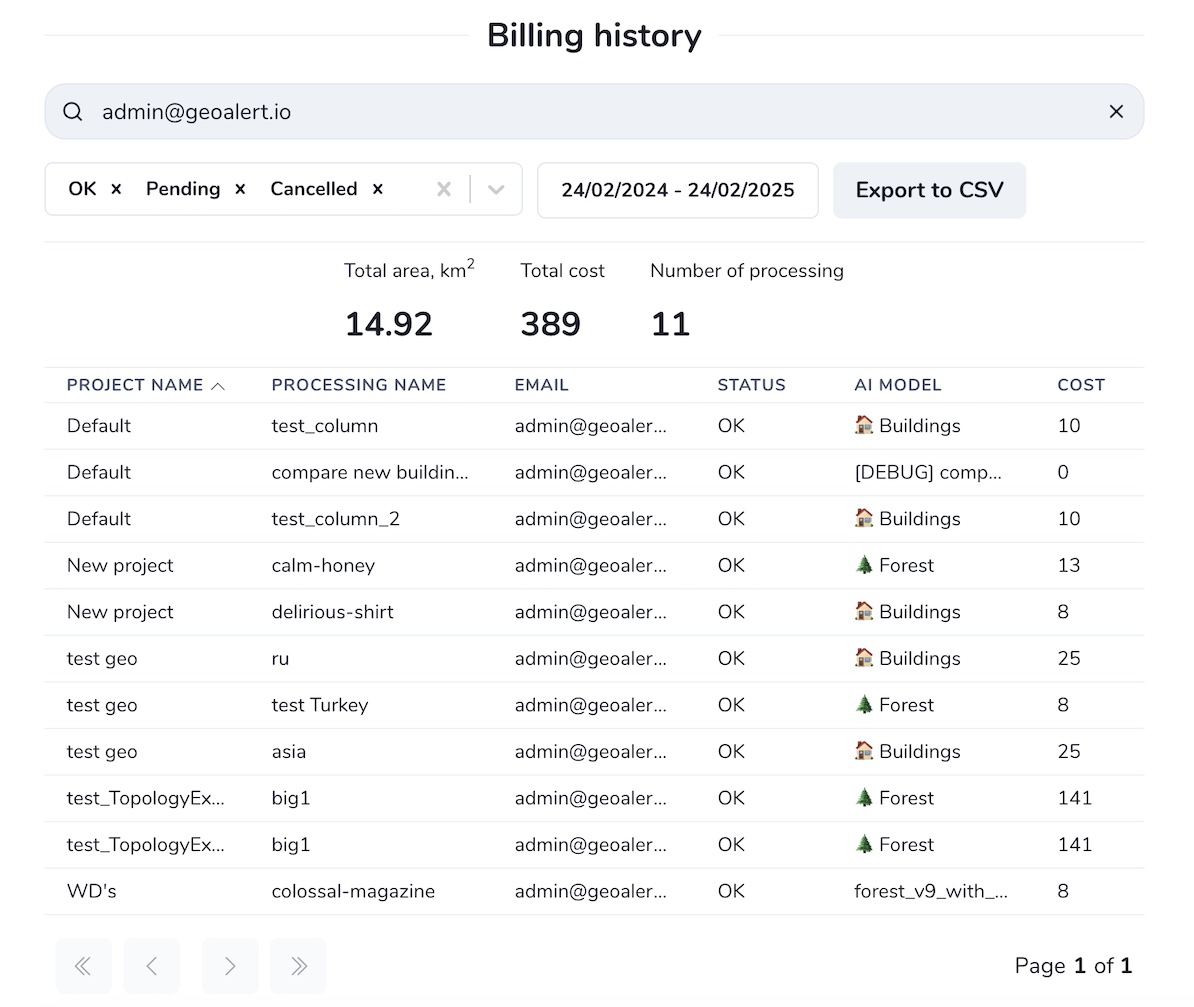 Billing history
admin@geoalert.io
OK × Pending × Cancelled × 24/02/2024 - 24/02/2025 Export to CSV
Total area, km² Total cost Number of processing
14.92 389 11
PROJECT NAME PROCESSING NAME EMAIL STATUS AI MODEL COST
Default test_column admin@geoaler... OK Buildings 10
Default compare new buildin... admin@geoaler... OK [DEBUG] comp... 0
Default test_column_2 admin@geoaler... OK Buildings 10
New project calm-honey admin@geoaler... OK Forest 13
New project delirious-shirt admin@geoaler... OK Buildings 8
test geo ru admin@geoaler... OK Buildings 25
test geo test Turkey admin@geoaler... OK Forest 8
test geo asia admin@geoaler... OK Buildings 25
test_TopologyEx... big1 admin@geoaler... OK Forest 141
test_TopologyEx... big1 admin@geoaler... OK Forest 141
WD's colossal-magazine admin@geoaler... OK forest_v9_with_... 8
Page 1 of 1